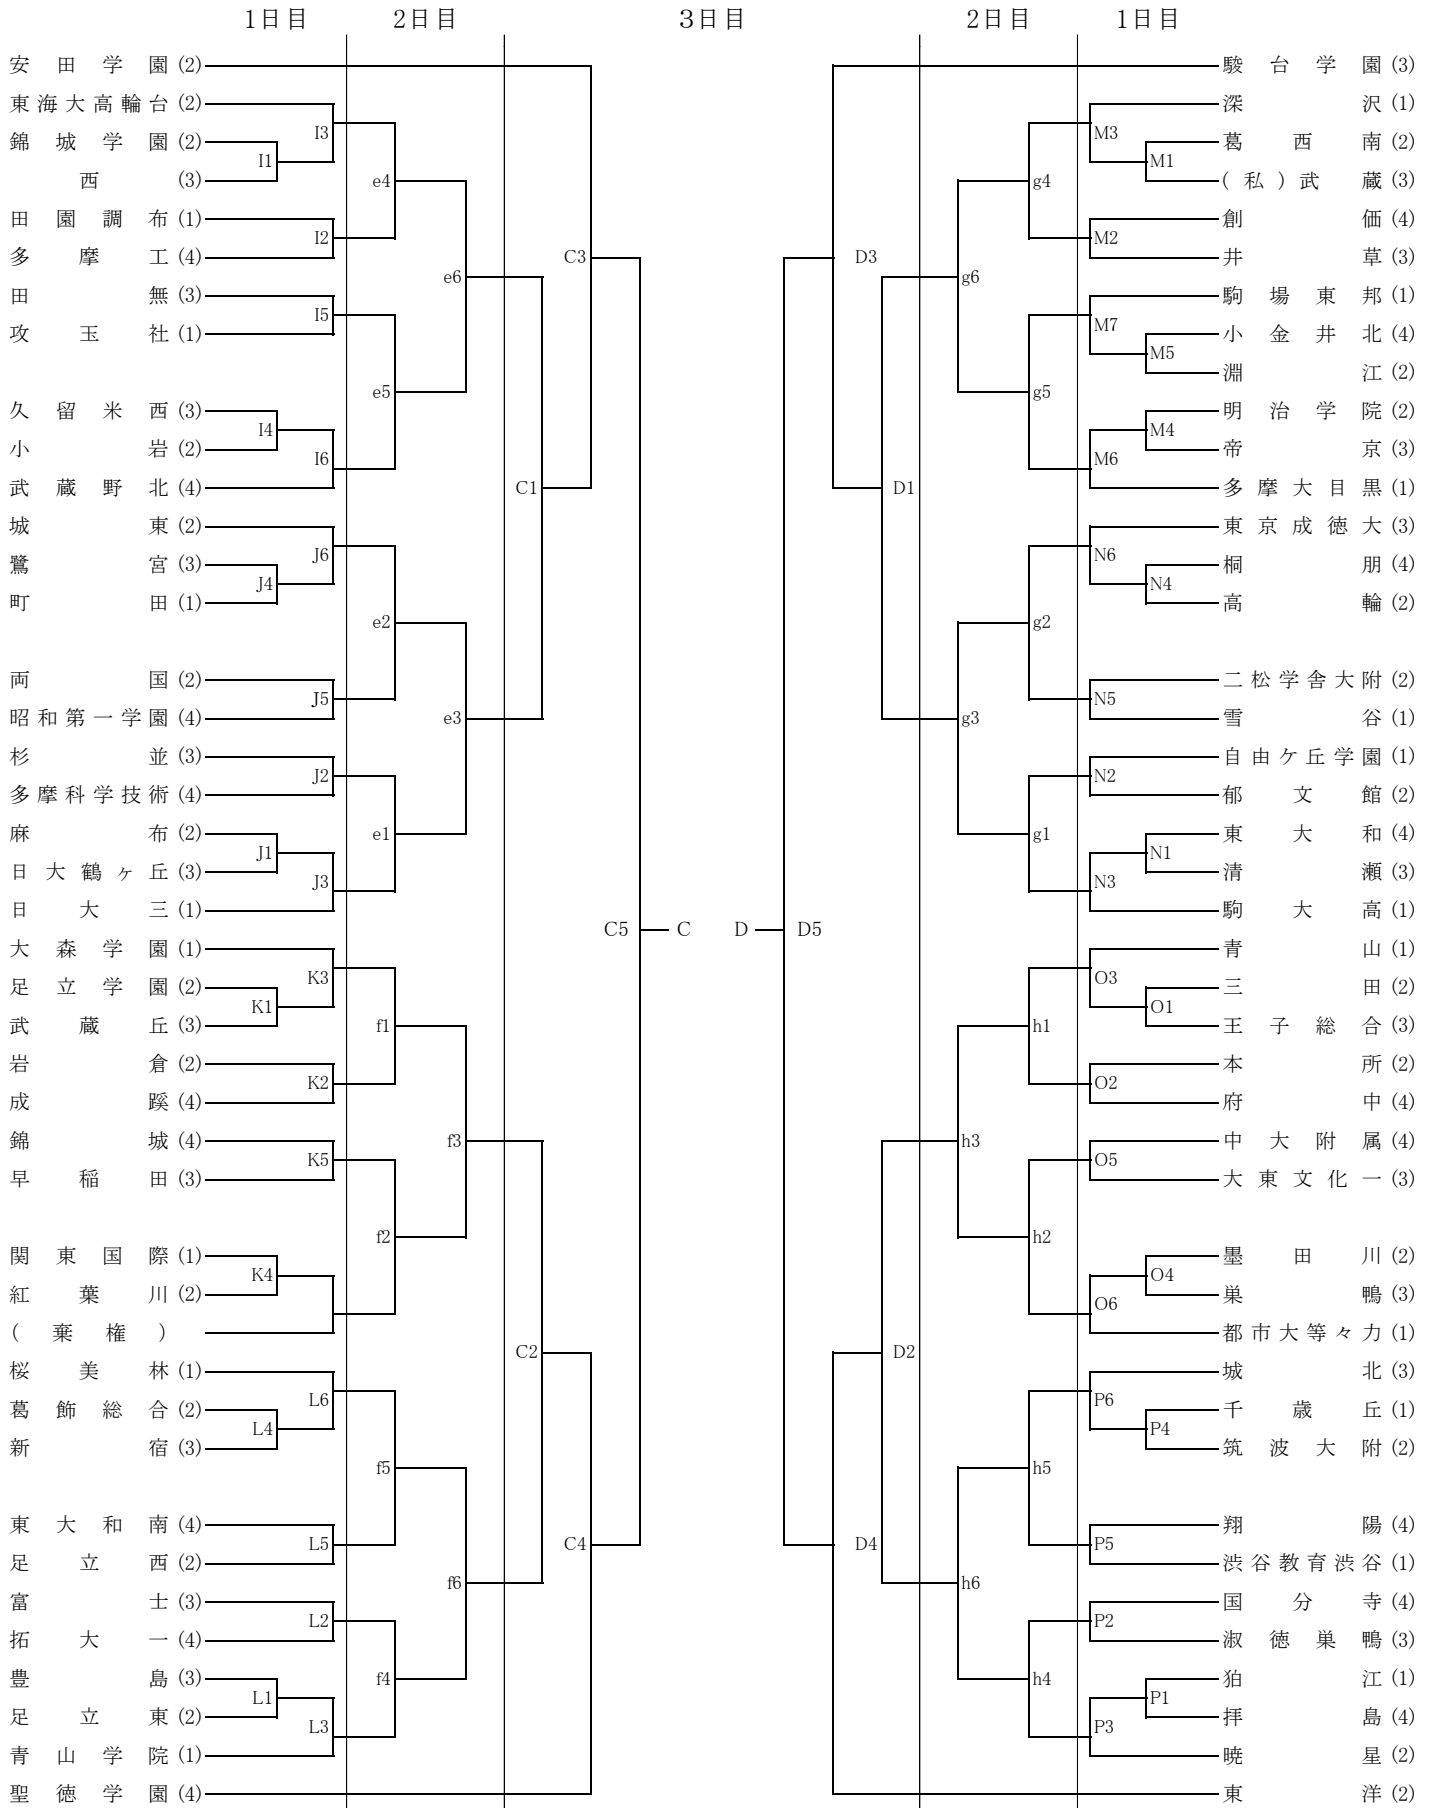 1日目 2日目 3日目 2日目 1日目
安田学園(2) 駿台学園(3)
東海大高輪台(2) 深沢(1)
I3 M3
錦城学園(2) 葛西南(2)
I1 M1
西(3) e4 g4 (私)武蔵(3)
田園調布(1) 創価(4)
I2 M2
多摩工(4) C3 D3 井草(3)
e6 g6
田無(3) 駒場東邦(1)
I5 M7
攻玉社(1) 小金井北(4)
M5
淵江(2)
e5 g5
久留米西(3) 明治学院(2)
I4 M4
小岩(2) 帝京(3)
I6 M6
武蔵野北(4) C1 D1 多摩大目黒(1)
城東(2) 東京成徳大(3)
J6 N6
鷺宮(3) 桐朋(4)
J4 N4
町田(1) 高輪(2)
e2 g2
両国(2) 二松学舎大附(2)
J5 N5
昭和第一学園(4) e3 g3 雪谷(1)
杉並(3) 自由ケ丘学園(1)
J2 N2
多摩科学技術(4) 郁文館(2)
麻布(2) e1 g1 東大和(4)
J1 N1
日大鶴ヶ丘(3) 清瀬(3)
J3 N3
日大三(1) 駒大高(1)
C5 C D D5
大森学園(1) 青山(1)
K3 O3
足立学園(2) 三田(2)
K1 O1
武蔵丘(3) f1 h1 王子総合(3)
岩倉(2) 本所(2)
K2 O2
成蹊(4) 府中(4)
錦城(4) f3 h3 中大附属(4)
K5 O5
早稲田(3) 大東文化一(3)
f2 h2
関東国際(1) 墨田川(2)
K4 O4
紅葉川(2) 巣鴨(3)
O6
(棄権) 都市大等々力(1)
C2 D2
桜美林(1) 城北(3)
L6 P6
葛飾総合(2) 千歳丘(1)
L4 P4
新宿(3) 筑波大附(2)
f5 h5
東大和南(4) 翔陽(4)
L5 C4 D4 P5
足立西(2) 渋谷教育渋谷(1)
f6 h6
富士(3) 国分寺(4)
L2 P2
拓大一(4) 淑徳巣鴨(3)
豊島(3) f4 h4 狛江(1)
L1 P1
足立東(2) 拝島(4)
L3 P3
青山学院(1) 暁星(2)
聖徳学園(4) 東洋(2)